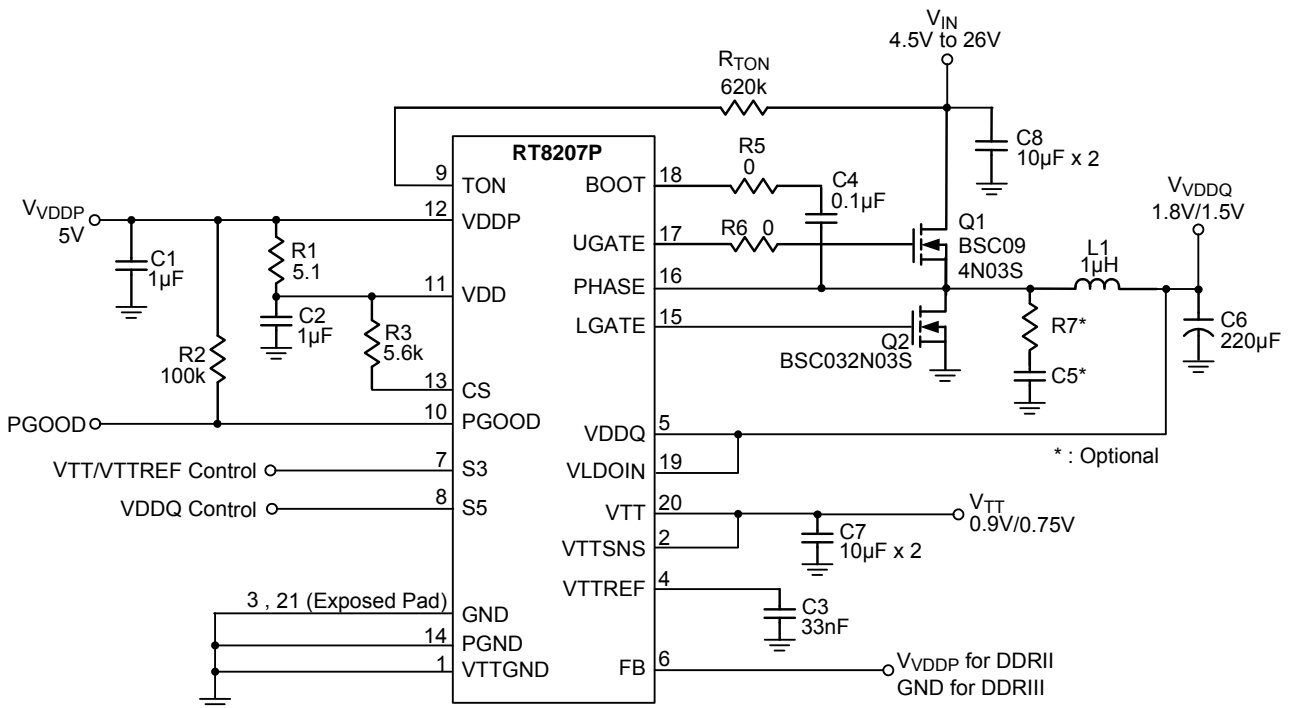 VIN
4.5V to 26V
RTON
620k
RT8207P
R5
0
C4
0.1µF
C8
10µF x 2
VVDDQ
1.8V/1.5V
9
TON
BOOT
18
VVDDP
5V
12
VDDP
C1
1µF
R1
5.1
UGATE
17
R6 0
Q1
BSC09
4N03S
L1
1µH
11
VDD
PHASE
16
C2
1µF
R3
5.6k
LGATE
15
Q2
BSC032N03S
R7*
C6
220µF
R2
100k
C5*
13
CS
PGOOD
10
PGOOD
VDDQ
5
* : Optional
VTT/VTTREF Control
7
S3
VLDOIN
19
VDDQ Control
8
S5
VTT
20
VTT
0.9V/0.75V
C7
10µF x 2
VTTSNS
2
VTTREF
4
C3
33nF
3 , 21 (Exposed Pad)
GND
14
PGND
1
VTTGND
FB
6
VVDDP for DDRII
GND for DDRIII